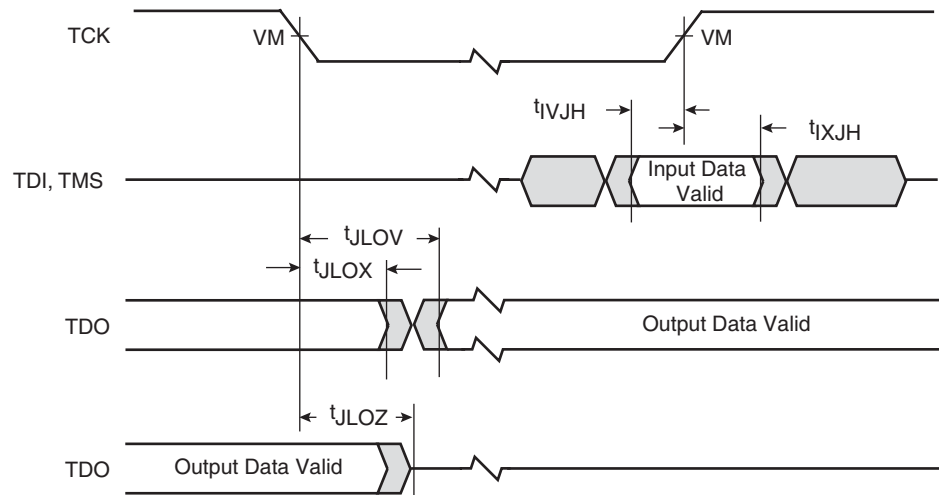 TCK
VM
VM
tIVJH
tIXJH
TDI, TMS
Input Data
Valid
tJLOV
tJLOX
TDO
Output Data Valid
tJLOZ
TDO
Output Data Valid